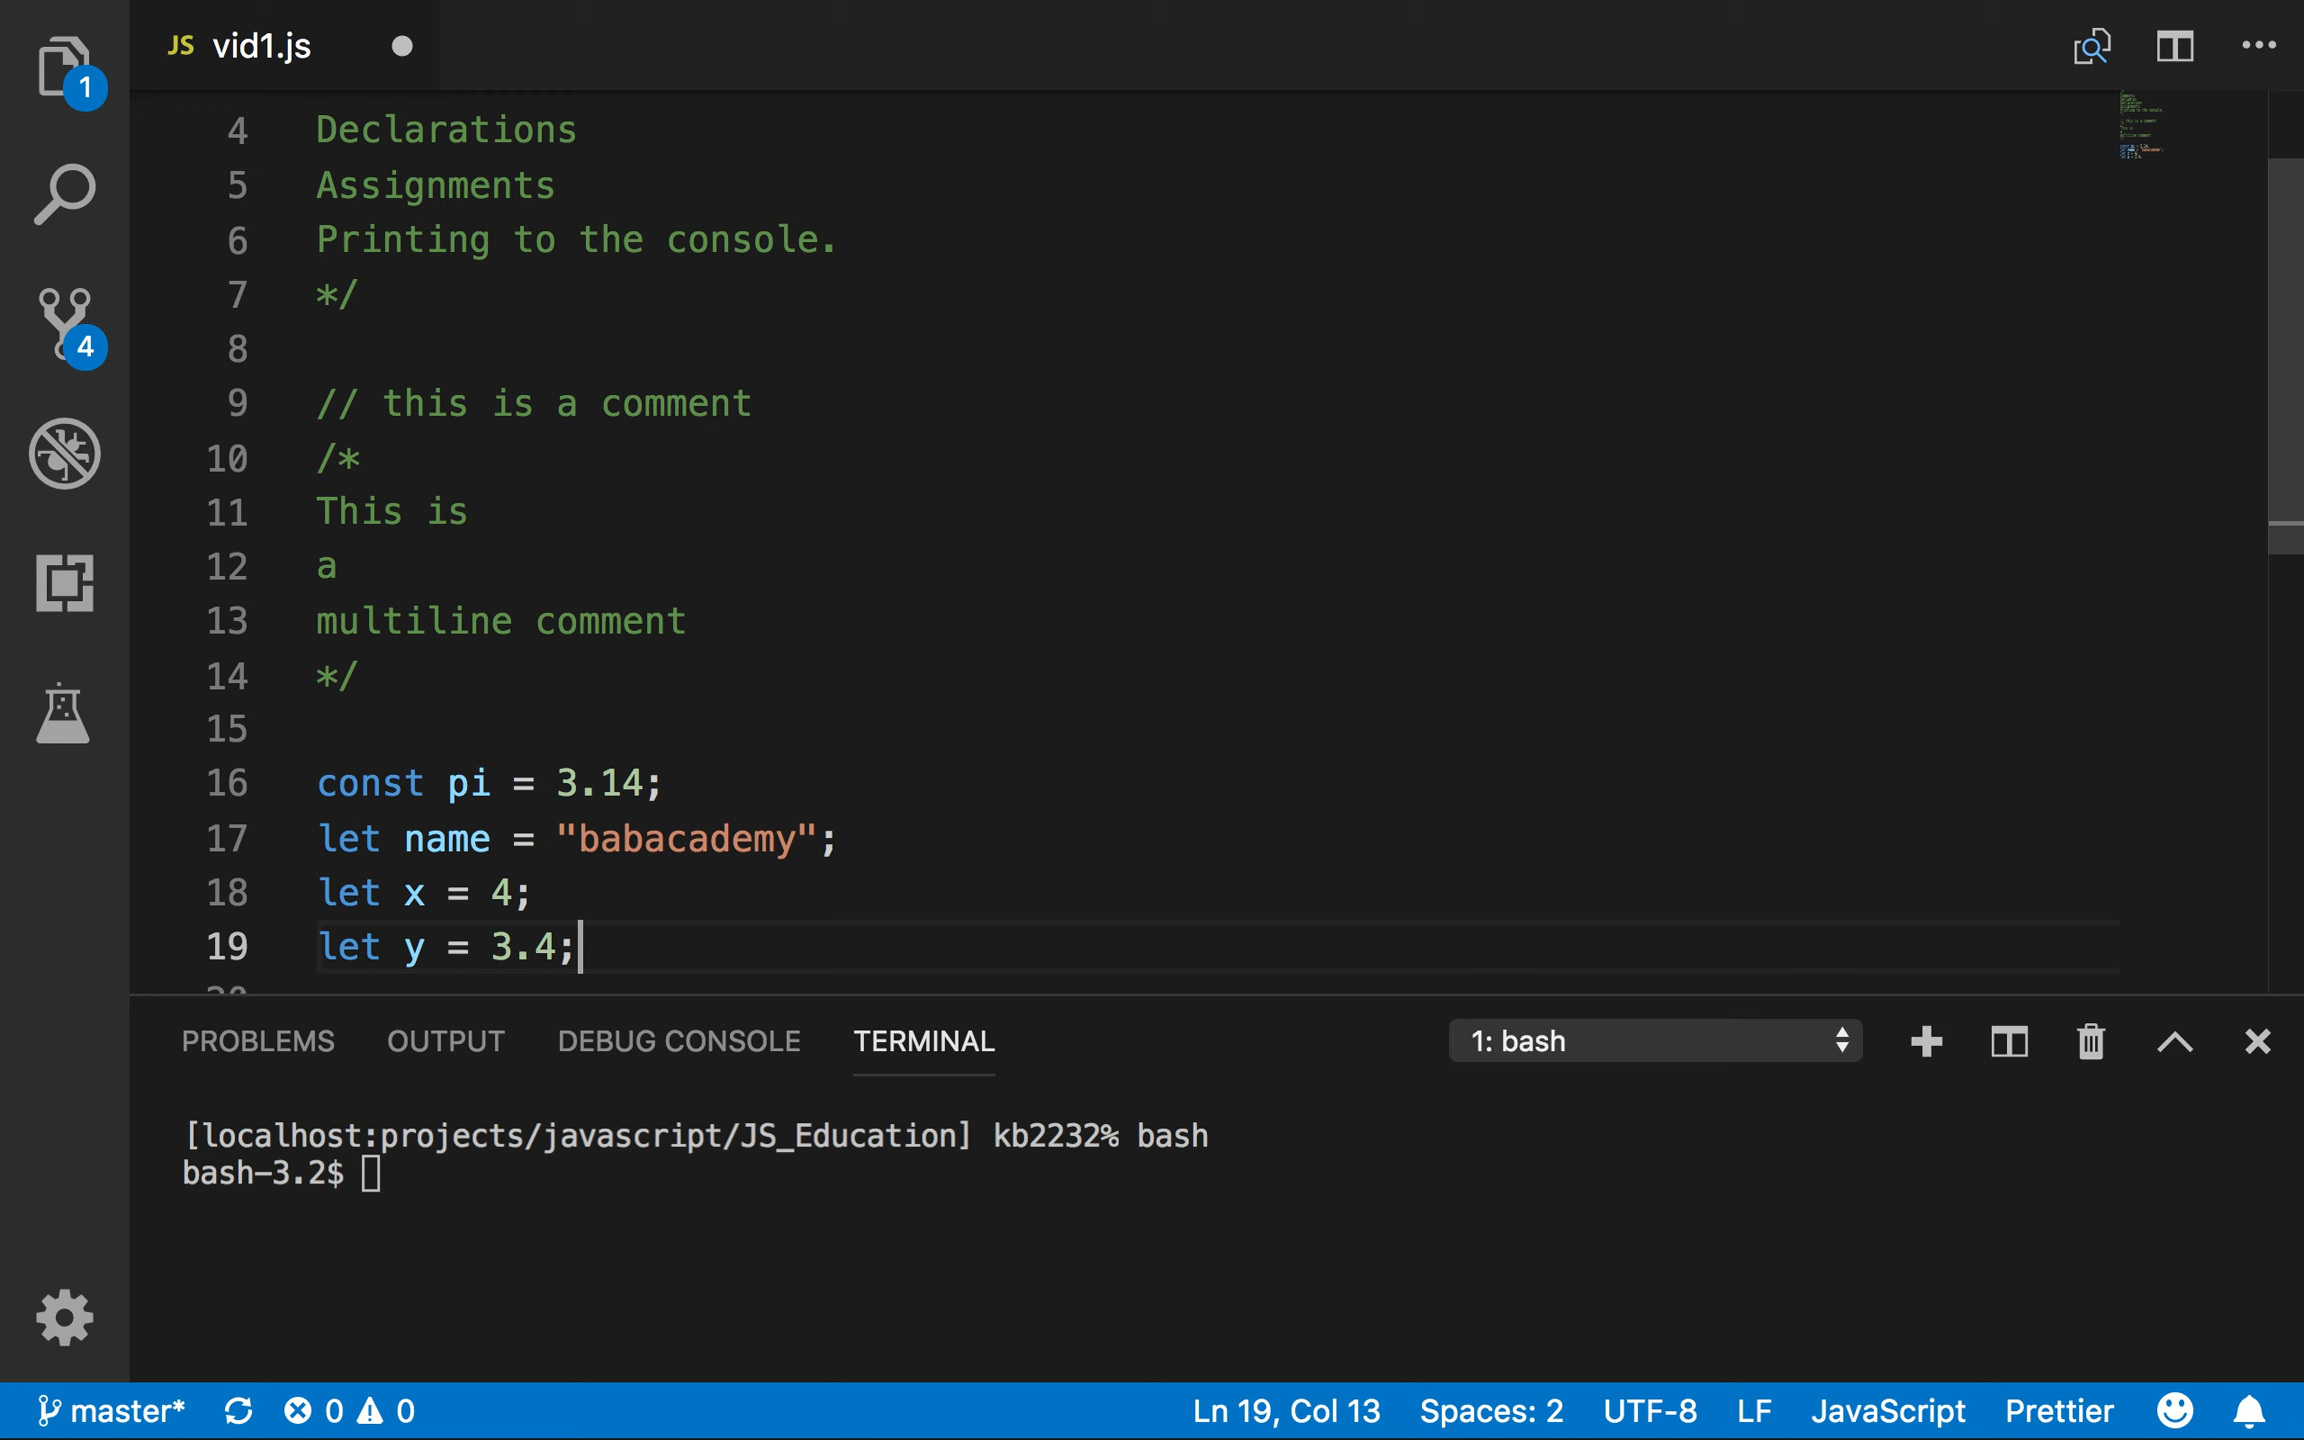 JS vid1.js
1
4 Declarations
5 Assignments
6 Printing to the console.
7 */
8
4
9 // this is a comment
10 /*
11 This is
12 a
13 multiline comment
14 */
15
16 const pi = 3.14;
17 let name = "babacademy";
18 let x = 4;
19 let y = 3.4;
PROBLEMS OUTPUT DEBUG CONSOLE TERMINAL 1: bash
[localhost:projects/javascript/JS_Education] kb2232% bash
bash-3.2$
master* 0 0 Ln 19, Col 13 Spaces: 2 UTF-8 LF JavaScript Prettier